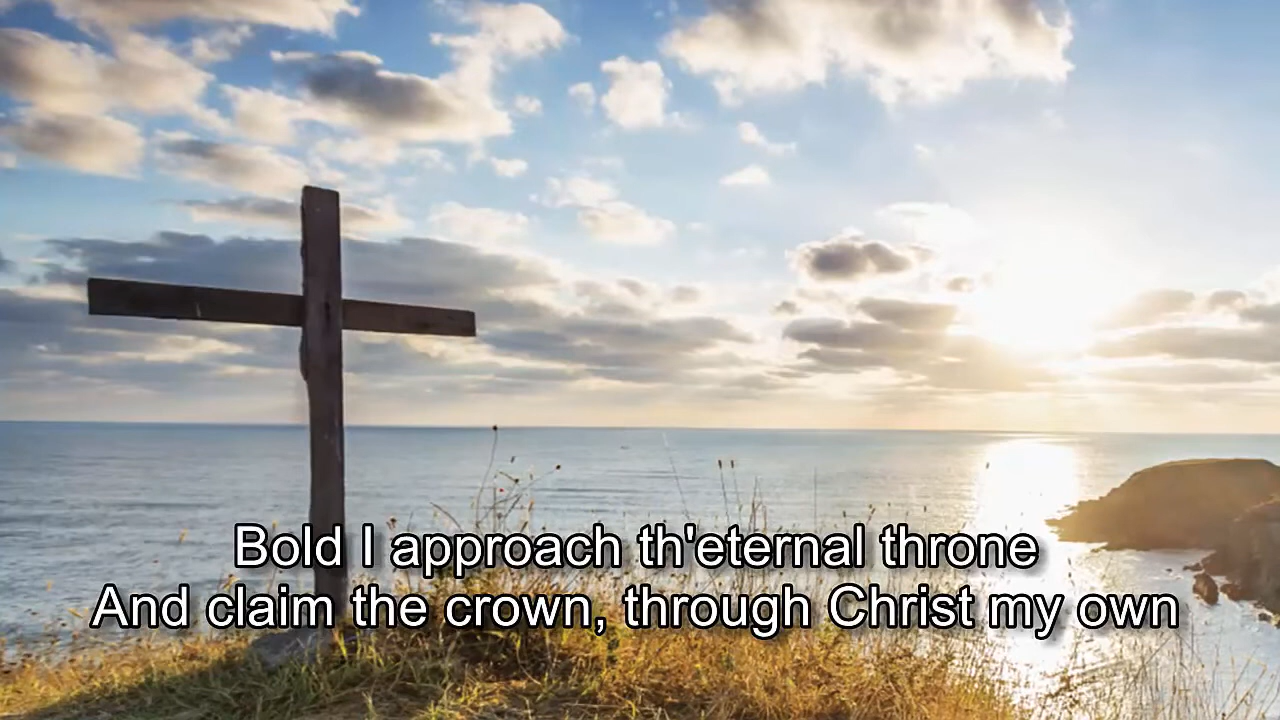 Bold I approach th'eternal throne
And claim the crown, through Christ my own